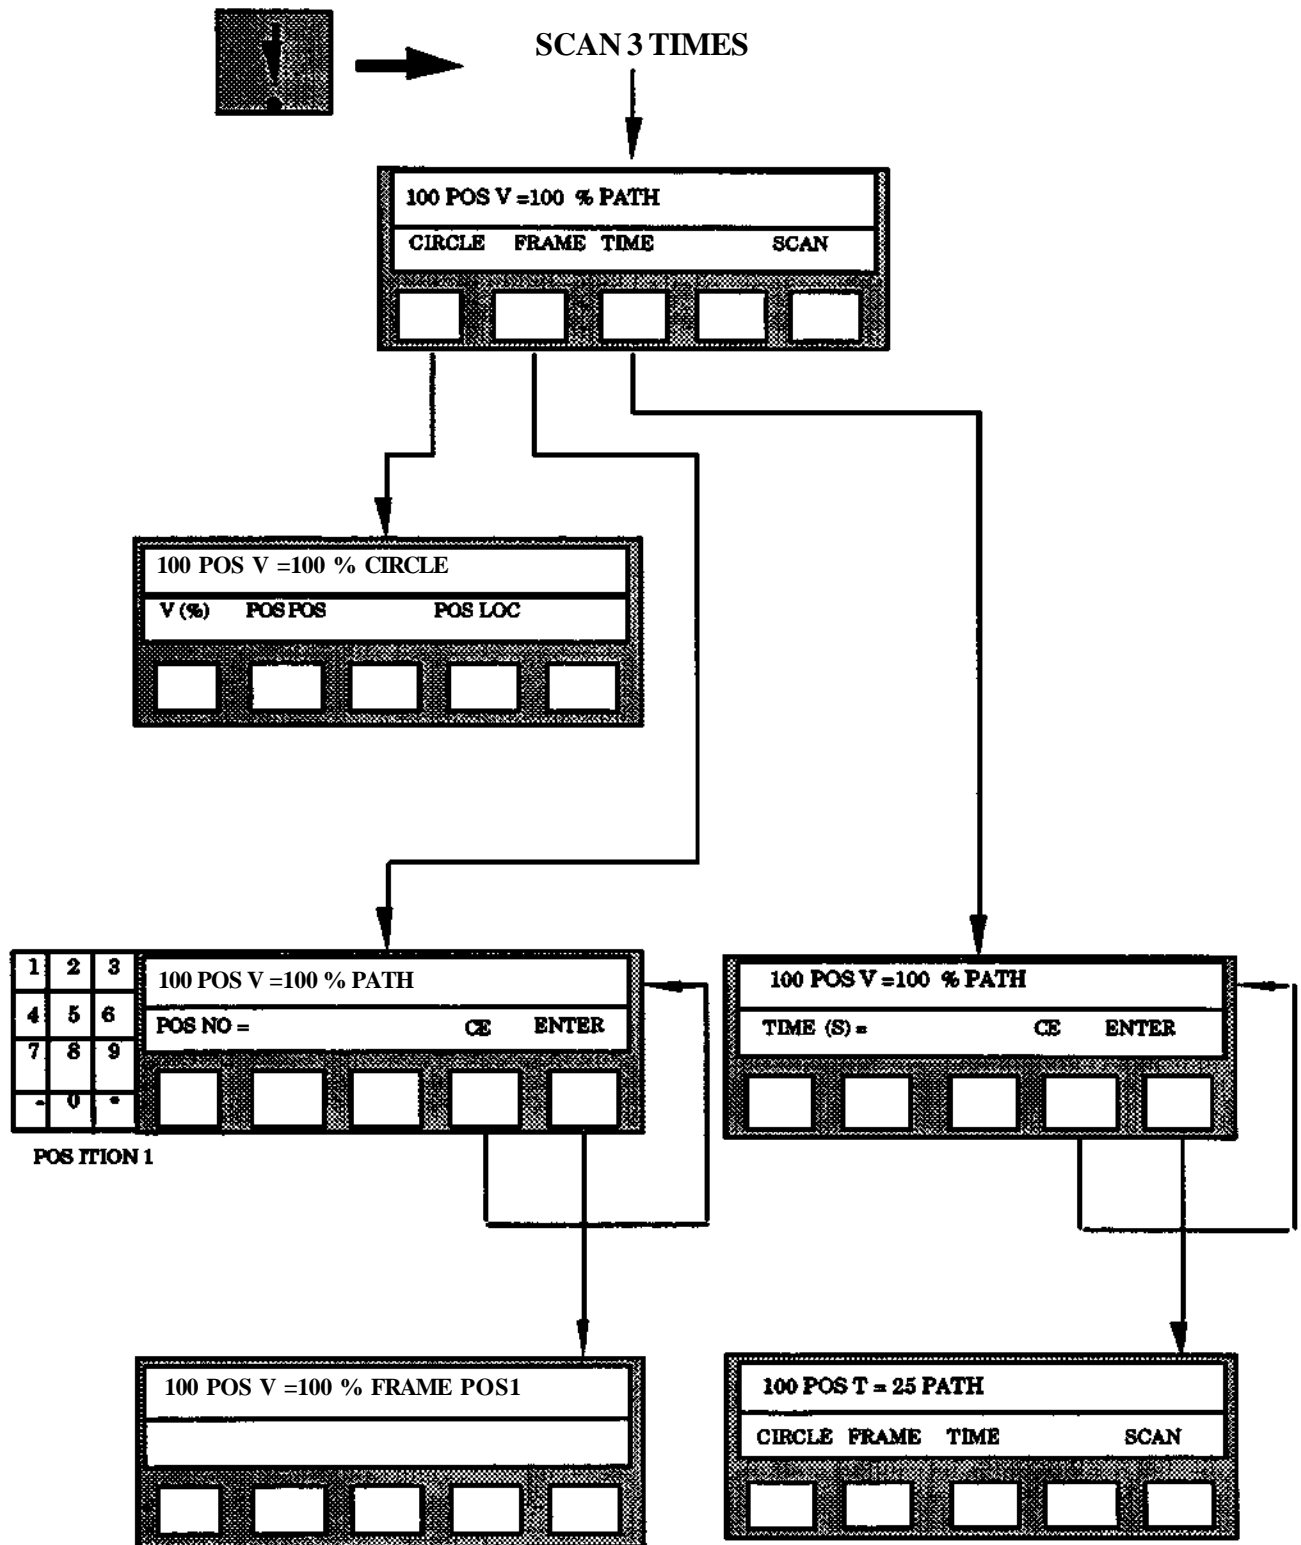 SCAN 3 TIMES
100 POS V =100 % PATH
CIRCLE FRAME TIME SCAN
100 POS V =100 % CIRCLE
V (%) POS POS POS LOC
1 2 3
4 5 6
7 8 9
- 0 •
POS ITION 1
100 POS V =100 % PATH
POS NO = CE ENTER
100 POS V =100 % PATH
TIME (S) = CE ENTER
100 POS V =100 % FRAME POS1
100 POS T = 25 PATH
CIRCLE FRAME TIME SCAN